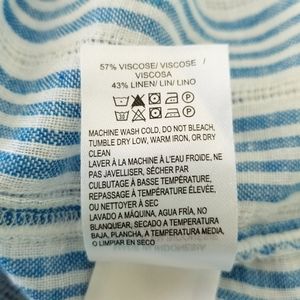 57% VISCOSE/ VISCOSE /
VISCOSA
43% LINEN/ LIN/ LINO
MACHINE WASH COLD, DO NOT BLEACH,
TUMBLE DRY LOW, WARM IRON, OR DRY
CLEAN
LAVER À LA MACHINE À L'EAU FROIDE, NE
PAS JAVELLISER, SÉCHER PAR
CULBUTAGE À BASSE TEMPÉRATURE,
REPASSAGE À TEMPÉRATURE ÉLEVÉE,
OU NETTOYER À SEC
LAVADO A MÁQUINA, AGUA FRÍA, NO
BLANQUEAR, SECADO A TEMPERATURA
BAJA, PLANCHA A TEMPERATURA MEDIA,
O LIMPIAR EN SECO